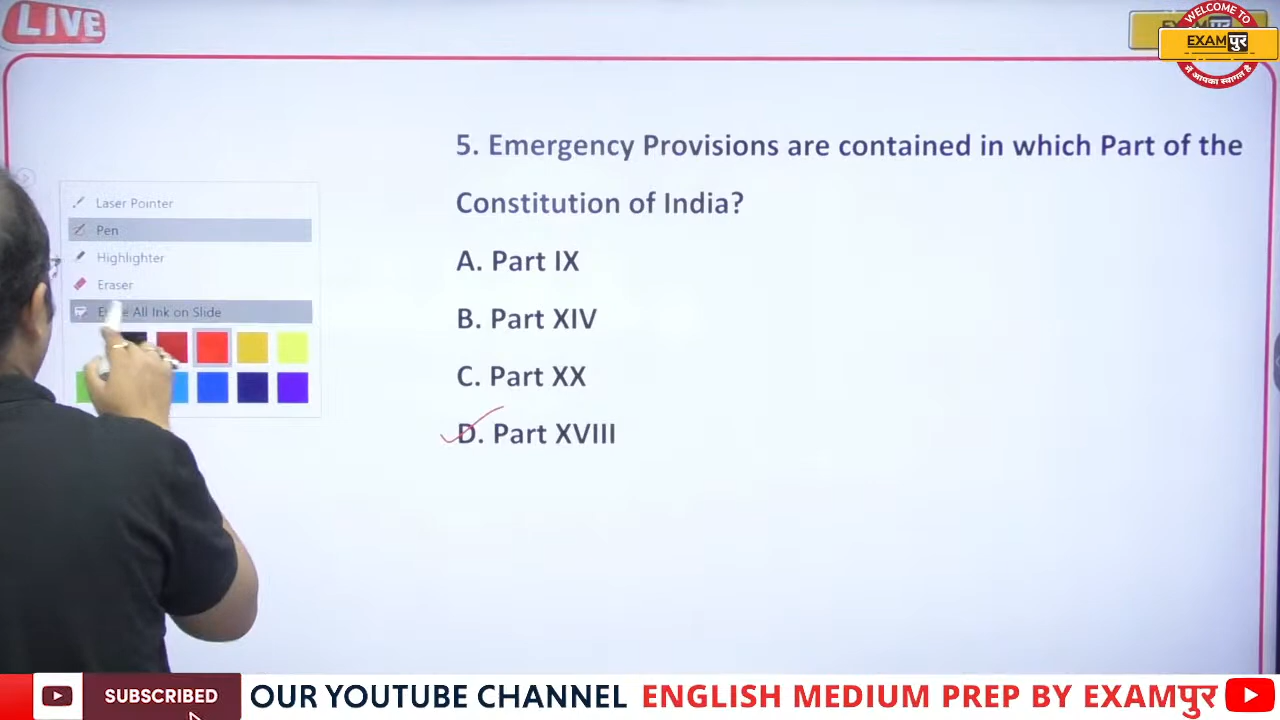 LIVE
WELCOME TO
EXAMपुर
में आपका स्वागत है
5. Emergency Provisions are contained in which Part of the
Constitution of India?
A. Part IX
B. Part XIV
C. Part XX
D. Part XVIII
Laser Pointer
Pen
Highlighter
Eraser
All Ink on Slide
SUBSCRIBED
OUR YOUTUBE CHANNEL ENGLISH MEDIUM PREP BY EXAMपुर